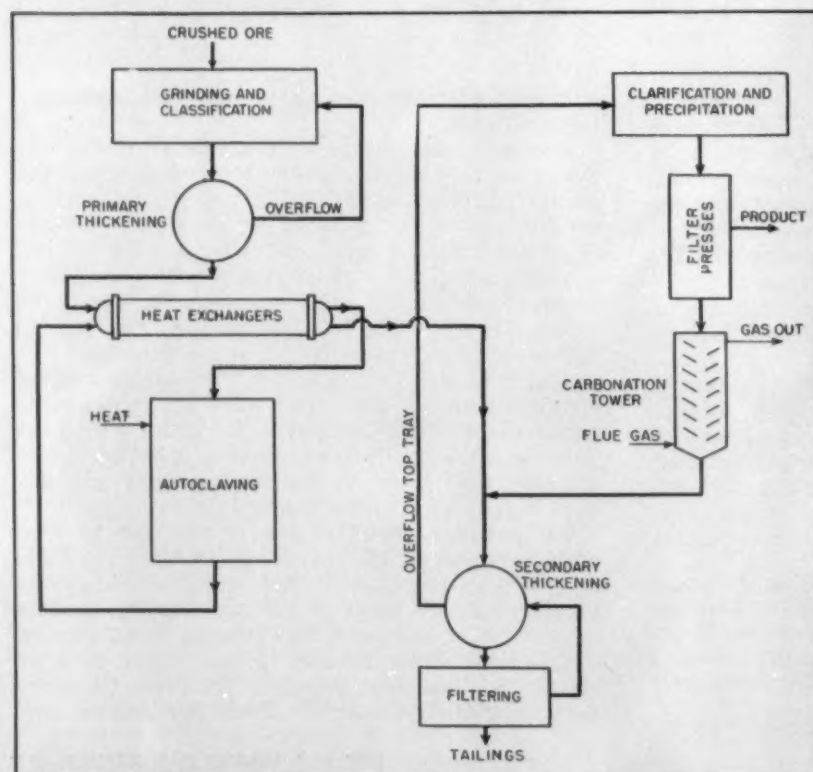 CRUSHED ORE
GRINDING AND
CLASSIFICATION
PRIMARY
THICKENING
OVERFLOW
HEAT EXCHANGERS
HEAT
AUTOCLAVING
OVERFLOW TOP TRAY
CLARIFICATION AND
PRECIPITATION
FILTER
PRESSES
PRODUCT
GAS OUT
CARBONATION
TOWER
FLUE GAS
SECONDARY
THICKENING
FILTERING
TAILINGS